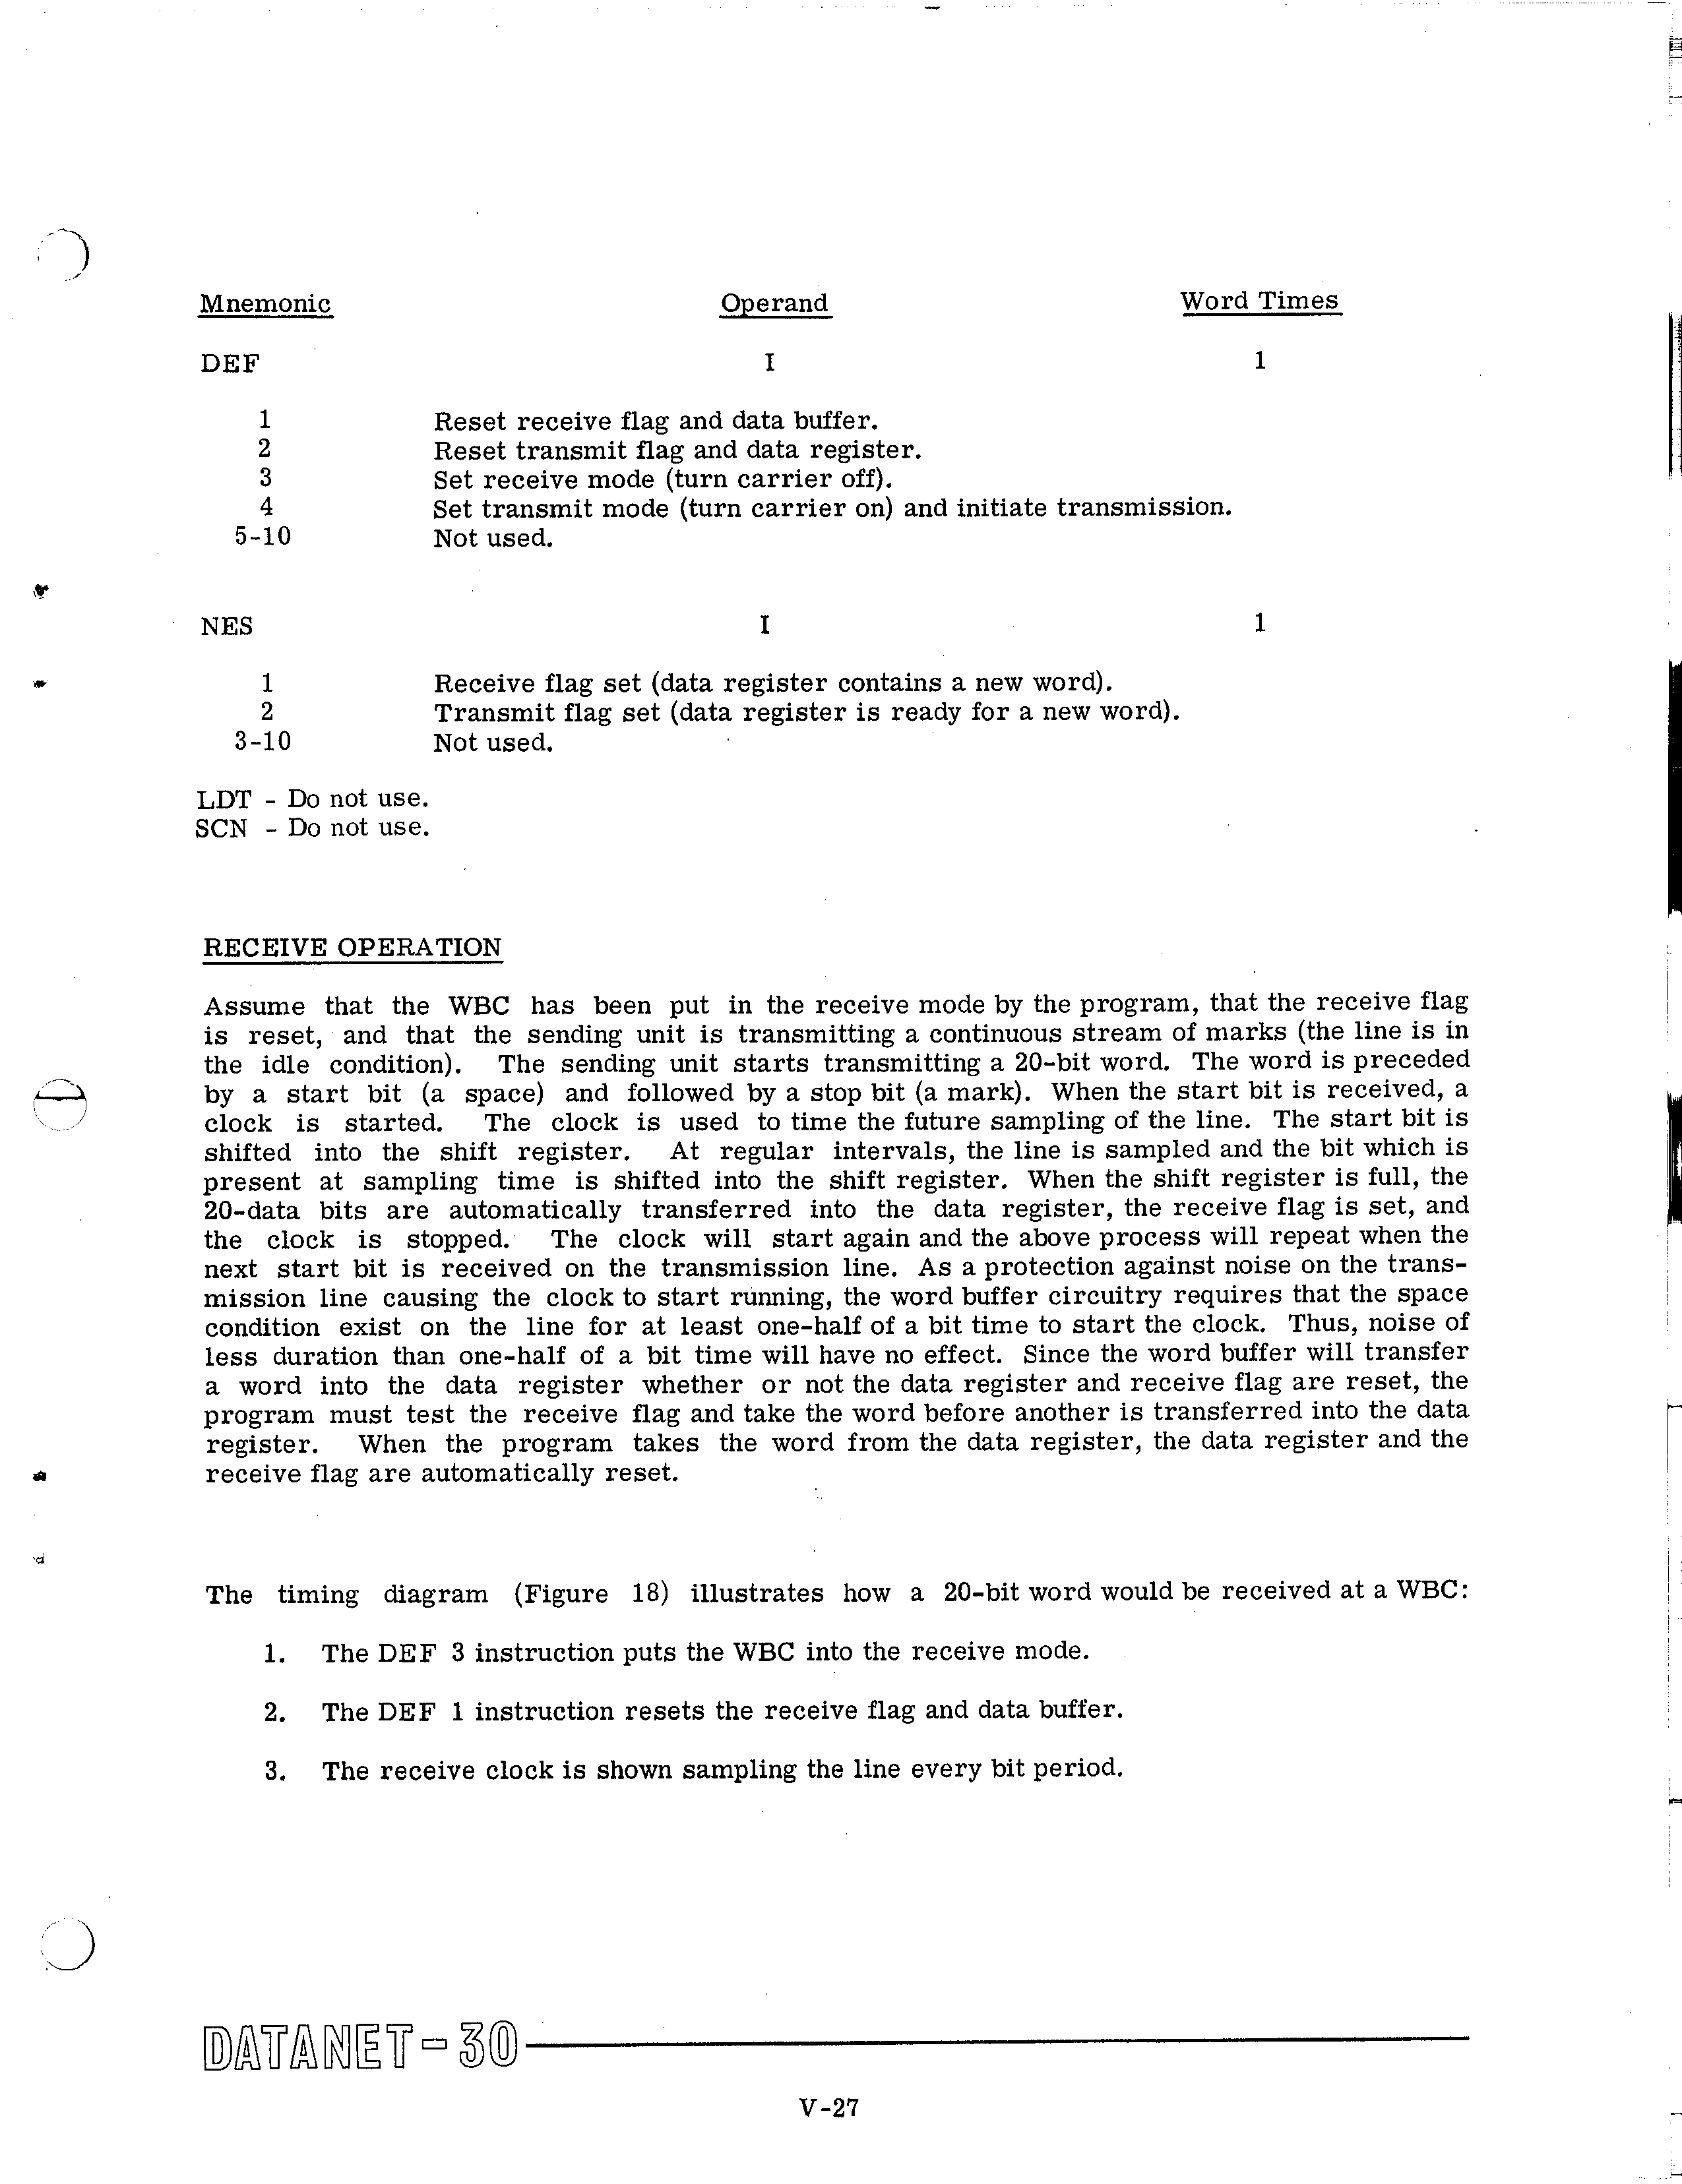 Mnemonic Operand Word Times
DEF I 1
1 Reset receive flag and data buffer.
2 Reset transmit flag and data register.
3 Set receive mode (turn carrier off).
4 Set transmit mode (turn carrier on) and initiate transmission.
5-10 Not used.
NES I 1
1 Receive flag set (data register contains a new word).
2 Transmit flag set (data register is ready for a new word).
3-10 Not used.
LDT - Do not use.
SCN - Do not use.
RECEIVE OPERATION
Assume that the WBC has been put in the receive mode by the program, that the receive flag
is reset, and that the sending unit is transmitting a continuous stream of marks (the line is in
the idle condition). The sending unit starts transmitting a 20-bit word. The word is preceded
by a start bit (a space) and followed by a stop bit (a mark). When the start bit is received, a
clock is started. The clock is used to time the future sampling of the line. The start bit is
shifted into the shift register. At regular intervals, the line is sampled and the bit which is
present at sampling time is shifted into the shift register. When the shift register is full, the
20-data bits are automatically transferred into the data register, the receive flag is set, and
the clock is stopped. The clock will start again and the above process will repeat when the
next start bit is received on the transmission line. As a protection against noise on the trans-
mission line causing the clock to start running, the word buffer circuitry requires that the space
condition exist on the line for at least one-half of a bit time to start the clock. Thus, noise of
less duration than one-half of a bit time will have no effect. Since the word buffer will transfer
a word into the data register whether or not the data register and receive flag are reset, the
program must test the receive flag and take the word before another is transferred into the data
register. When the program takes the word from the data register, the data register and the
receive flag are automatically reset.
The timing diagram (Figure 18) illustrates how a 20-bit word would be received at a WBC:
1. The DEF 3 instruction puts the WBC into the receive mode.
2. The DEF 1 instruction resets the receive flag and data buffer.
3. The receive clock is shown sampling the line every bit period.
DATANET-30
V-27